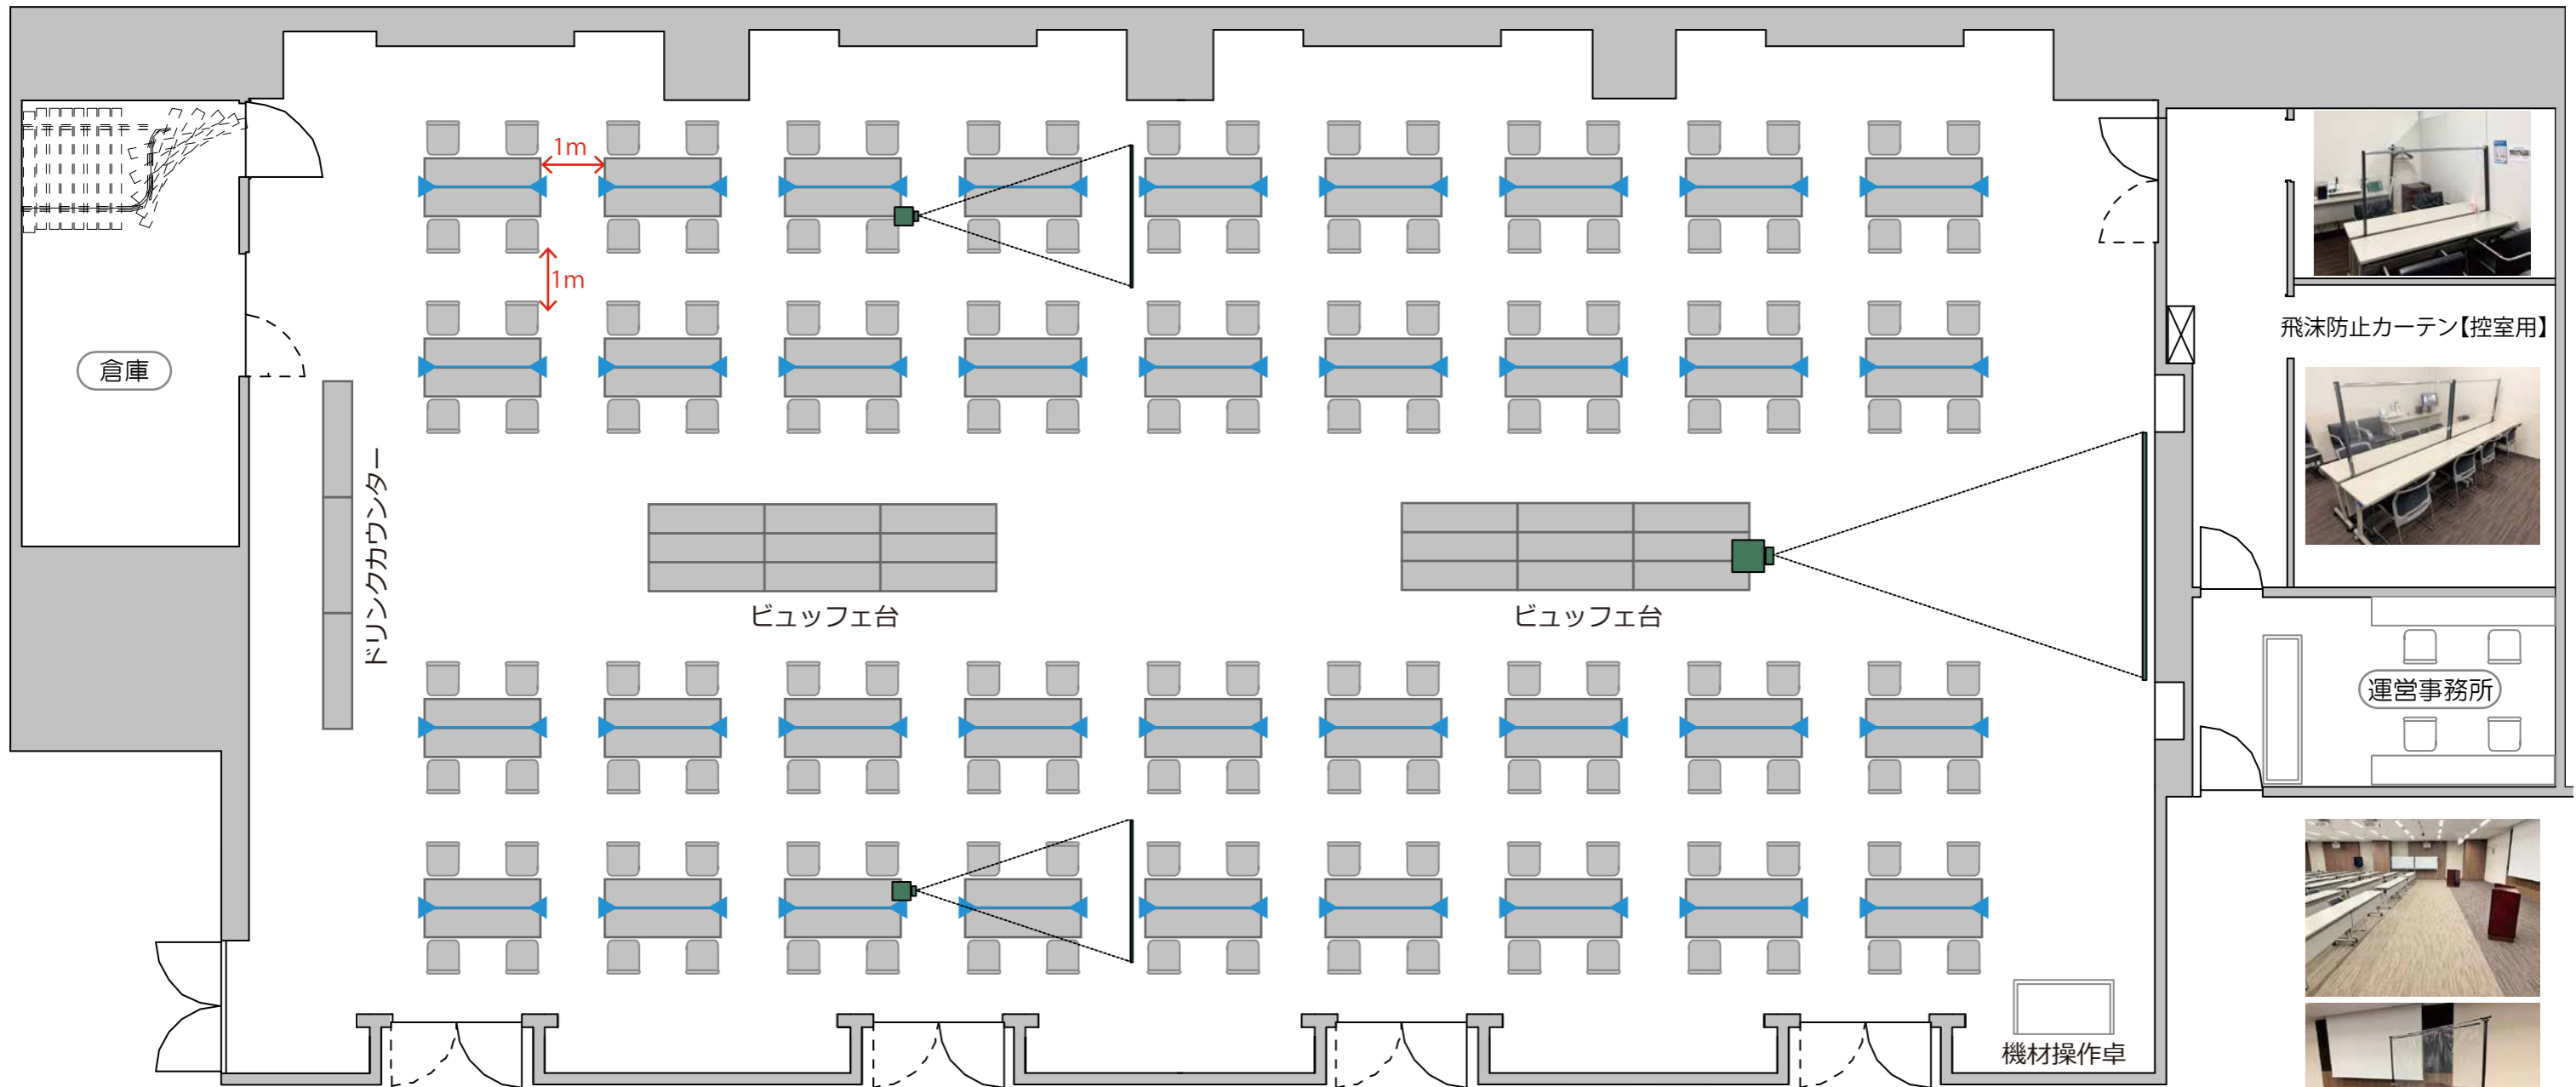 1m
1m
飛沫防止カーテン【控室用】
倉庫
ドリンクカウンター
ビュッフェ台
ビュッフェ台
運営事務所
機材操作卓